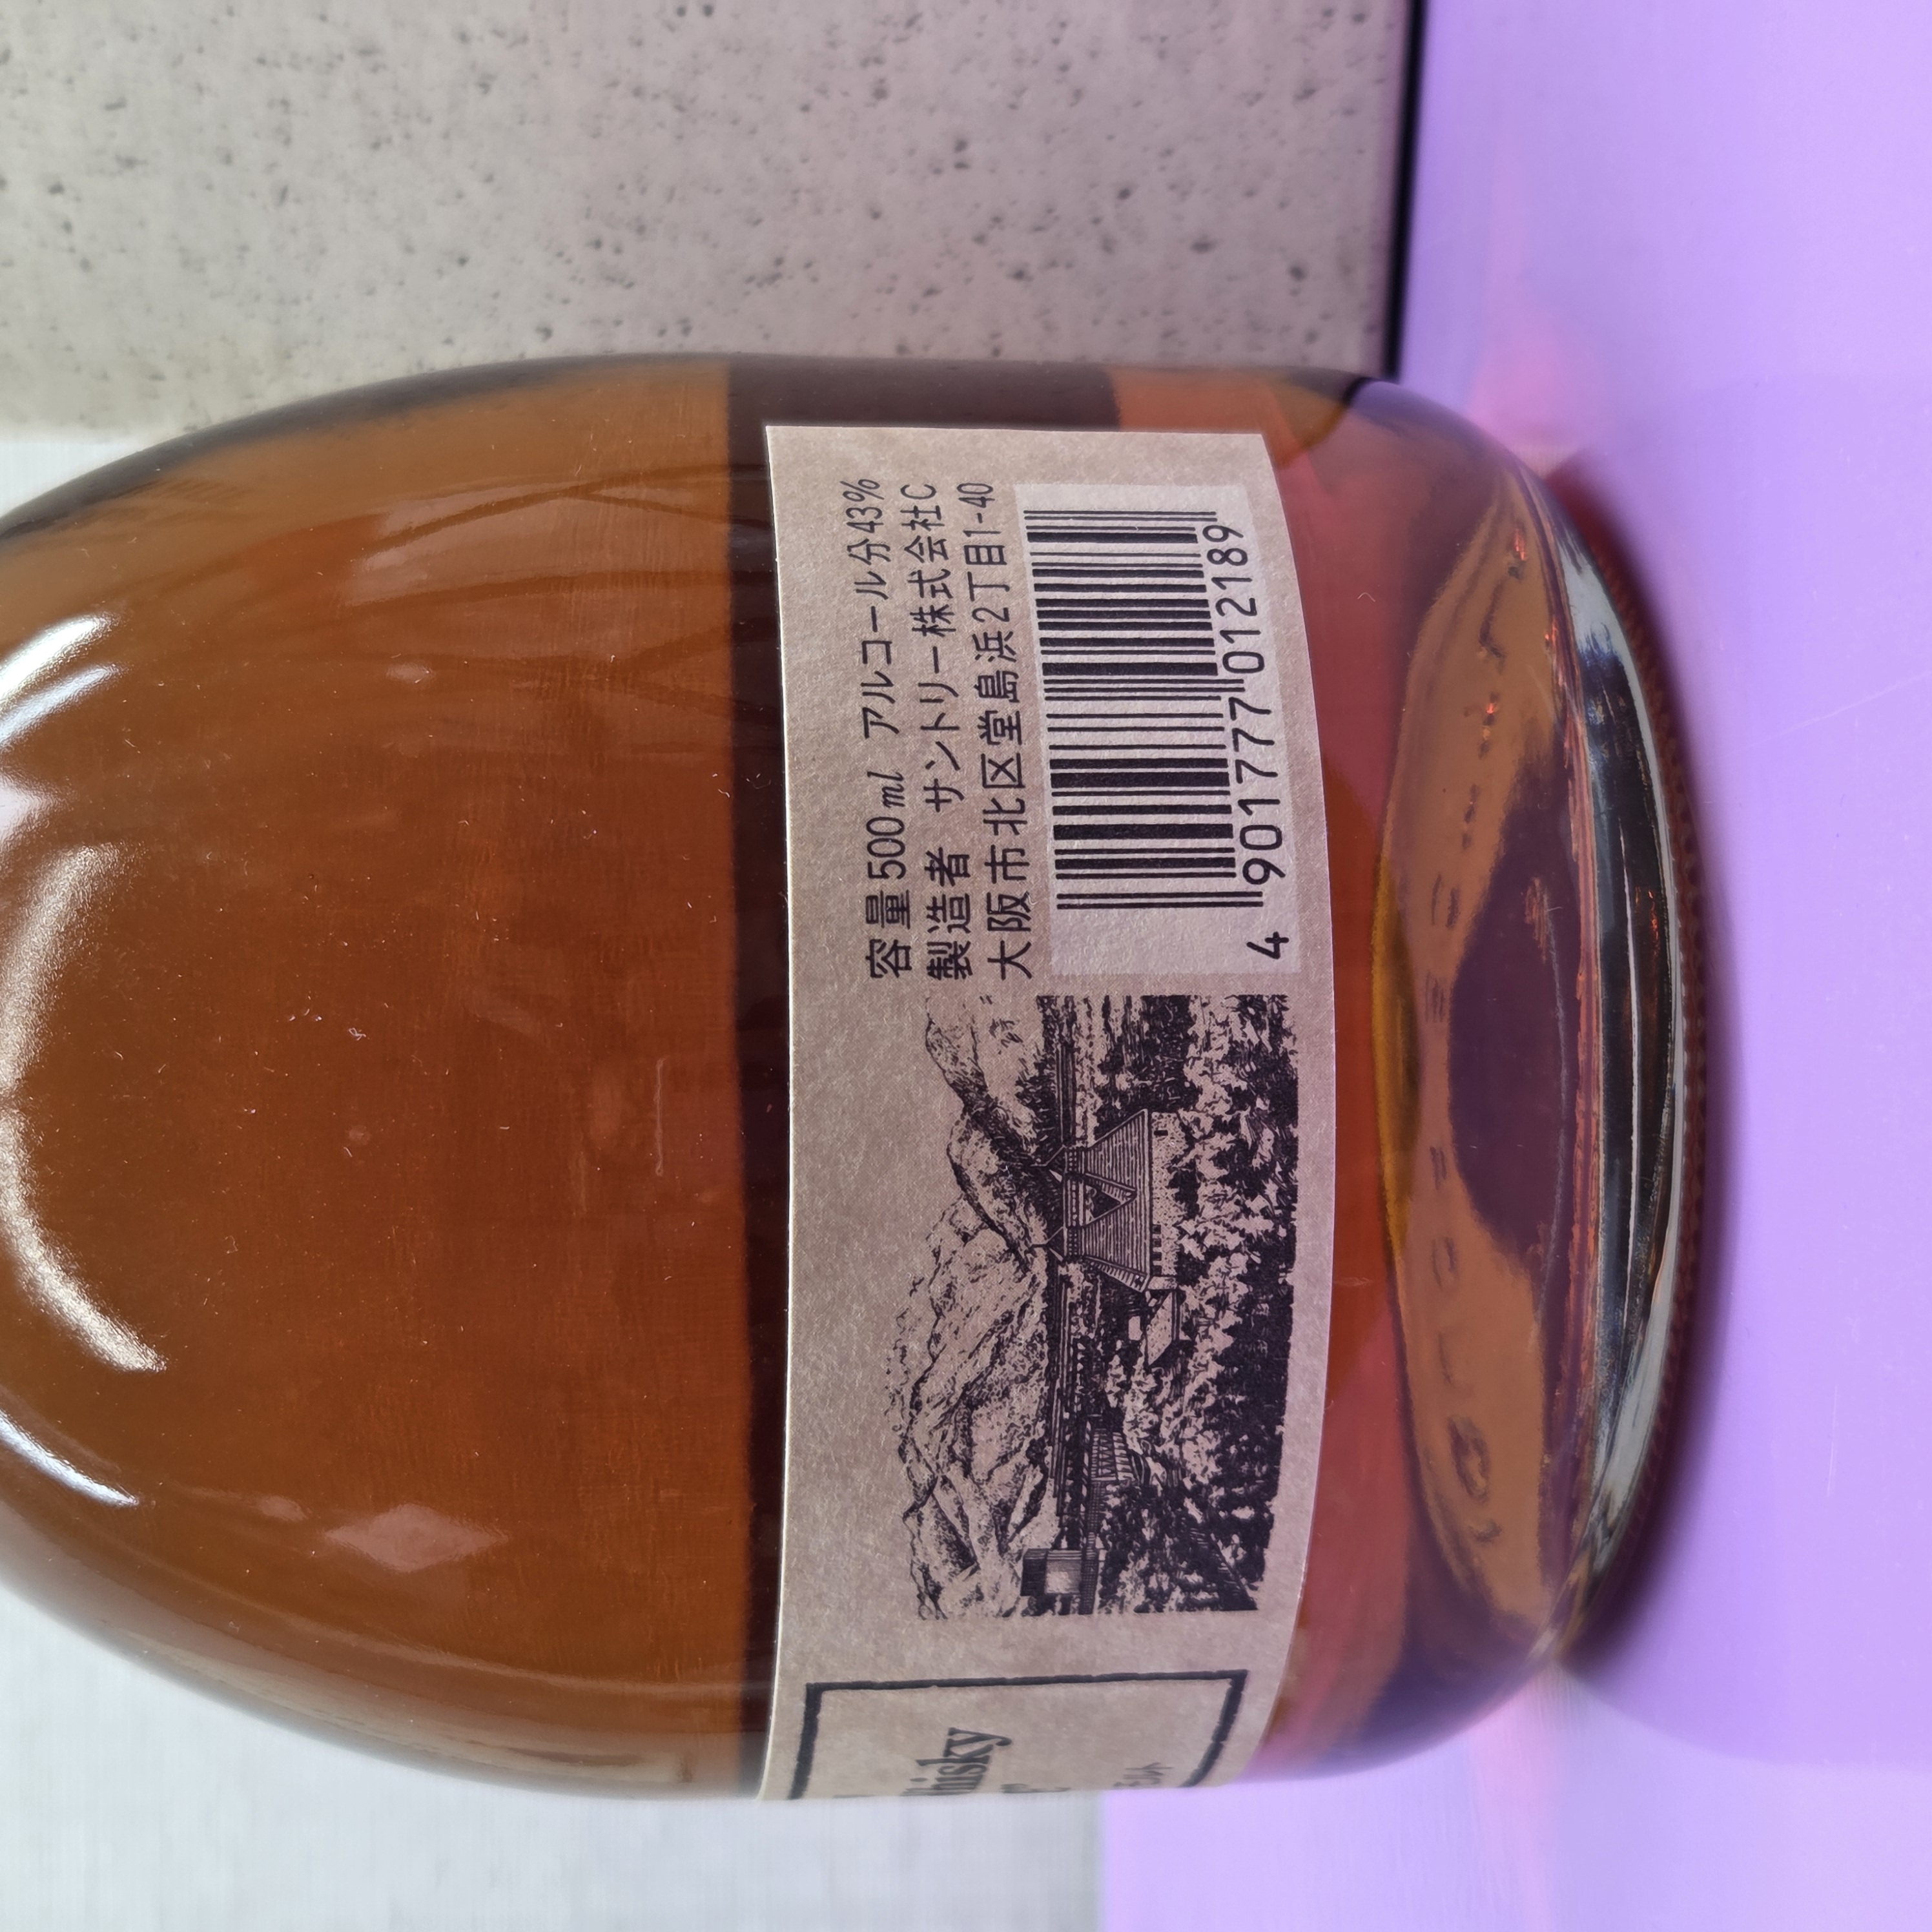 容量500ml アルコール分43%
製造者 サントリー株式会社C
大阪市北区堂島浜2丁目1-40
4 901777 012189